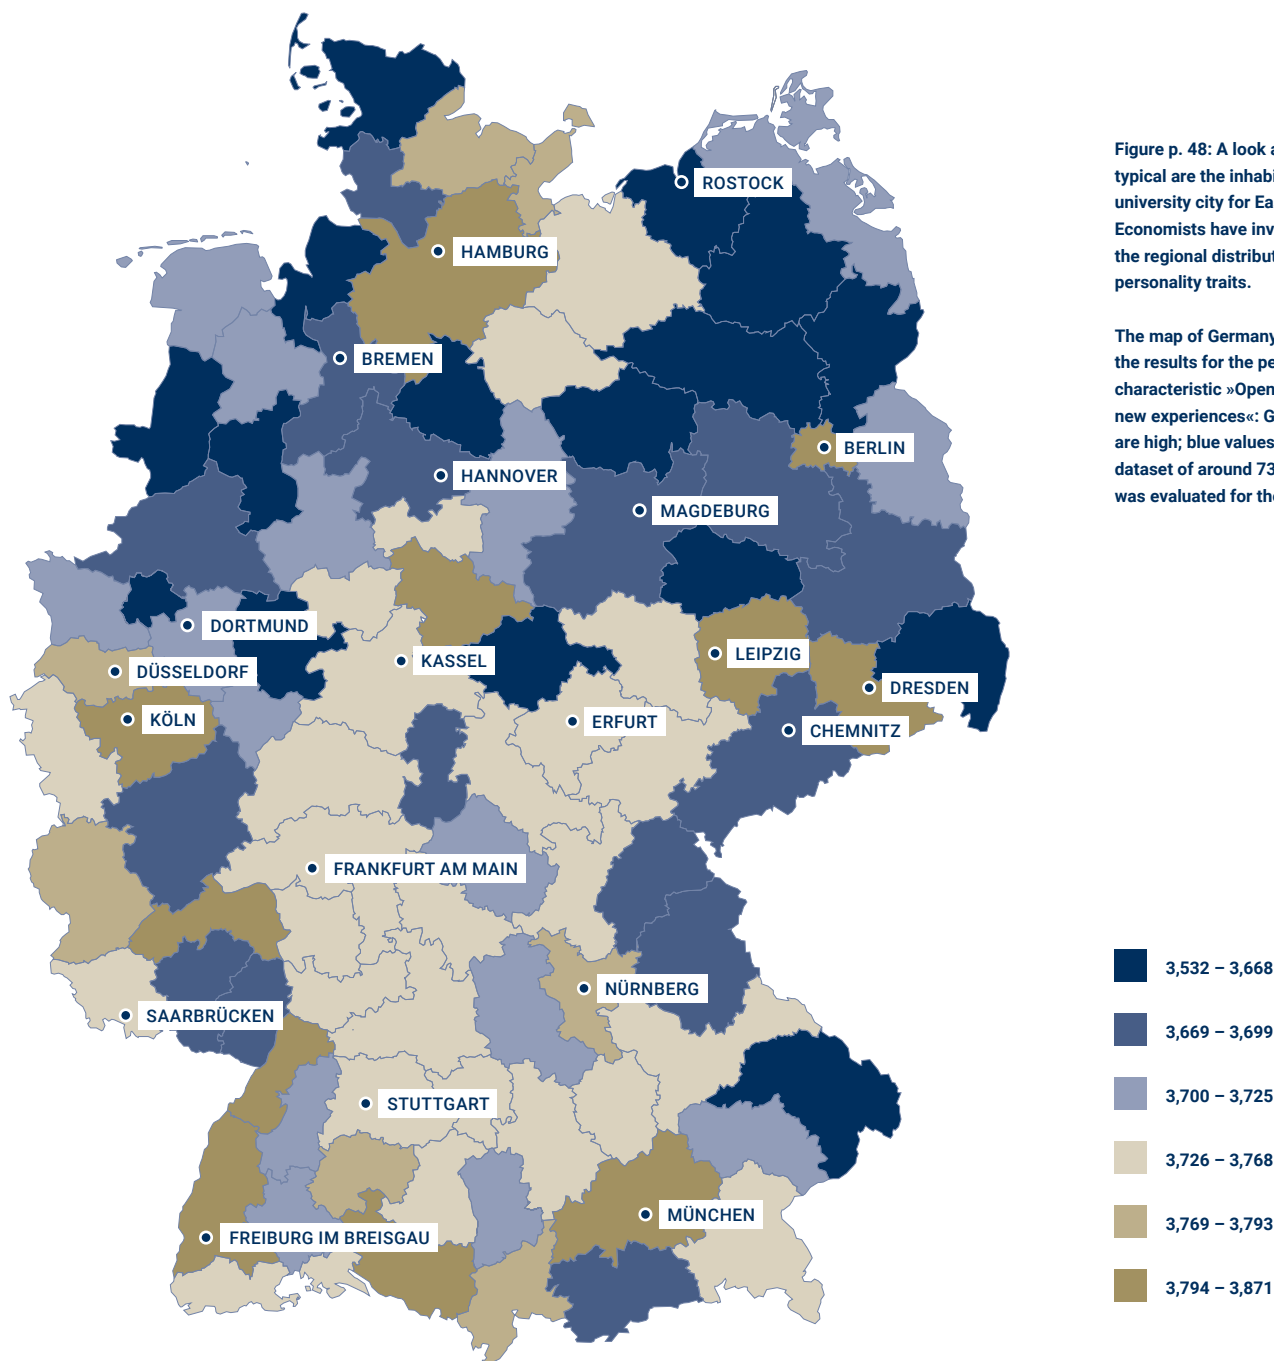 Figure p. 48: A look a
typical are the inhabi
university city for Ea
Economists have inv
the regional distribut
personality traits.
The map of Germany
the results for the pe
characteristic »Open
new experiences«: G
are high; blue values
dataset of around 73
was evaluated for the
ROSTOCK
HAMBURG
BREMEN
BERLIN
HANNOVER
MAGDEBURG
DORTMUND
LEIPZIG
KASSEL
DÜSSELDORF
DRESDEN
KÖLN
ERFURT
CHEMNITZ
FRANKFURT AM MAIN
NÜRNBERG
SAARBRÜCKEN
STUTTGART
MÜNCHEN
FREIBURG IM BREISGAU
3,532 – 3,668
3,669 – 3,699
3,700 – 3,725
3,726 – 3,768
3,769 – 3,793
3,794 – 3,871